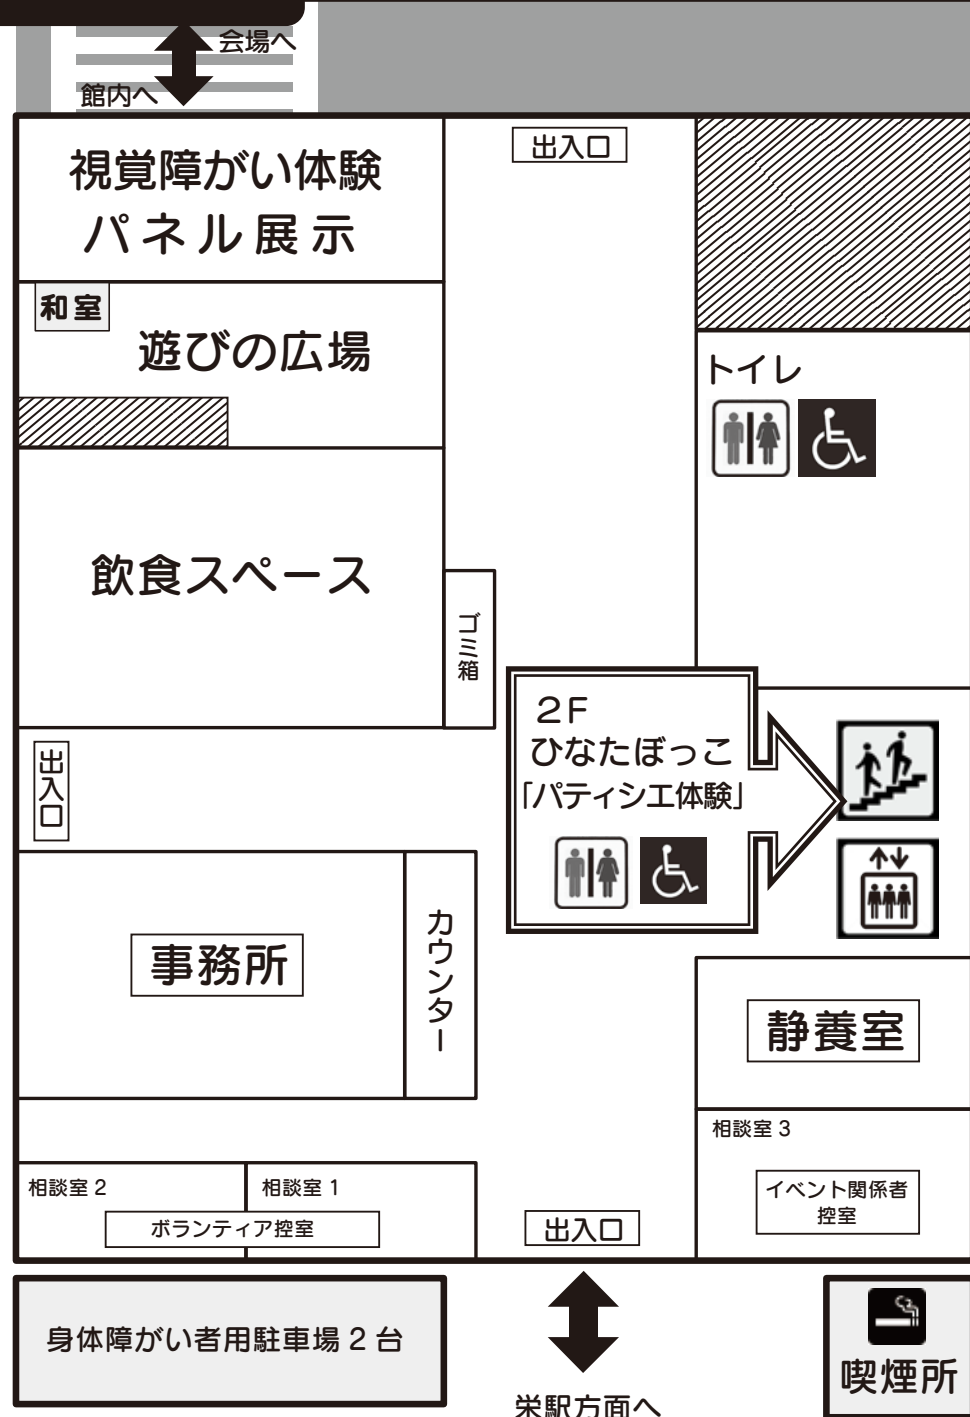 会場へ
館内へ
出入口
視覚障がい体験
パネル展示
和室
遊びの広場
トイレ
飲食スペース
ゴミ箱
2F
ひなたぼっこ
「パティシエ体験」
出入口
事務所
カウンター
静養室
相談室3
イベント関係者
控室
相談室2
相談室1
ボランティア控室
出入口
身体障がい者用駐車場2台
喫煙所
栄駅方面へ